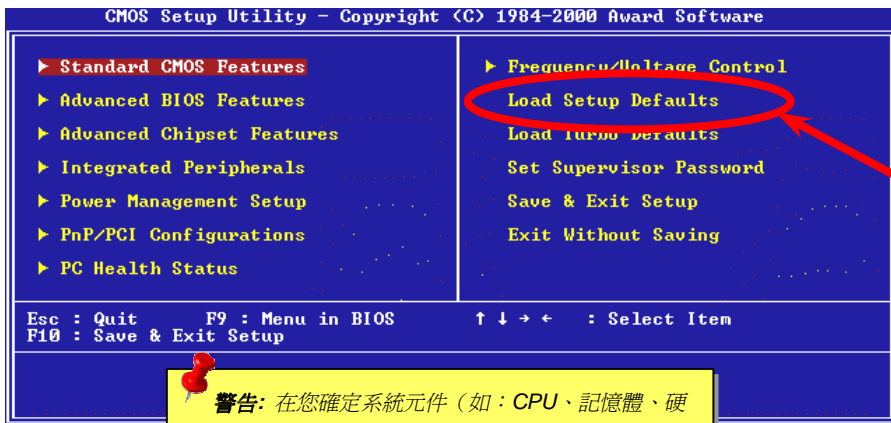 CMOS Setup Utility – Copyright (C) 1984–2000 Award Software
▶ Standard CMOS Features
▶ Advanced BIOS Features
▶ Advanced Chipset Features
▶ Integrated Peripherals
▶ Power Management Setup
▶ PnP/PCI Configurations
▶ PC Health Status
▶ Frequency/Voltage Control
Load Setup Defaults
Load Turbo Defaults
Set Supervisor Password
Save & Exit Setup
Exit Without Saving
Esc : Quit F9 : Menu in BIOS ↑ ↓ → ← : Select Item
F10 : Save & Exit Setup
警告: 在您確定系統元件（如：CPU、記憶體、硬